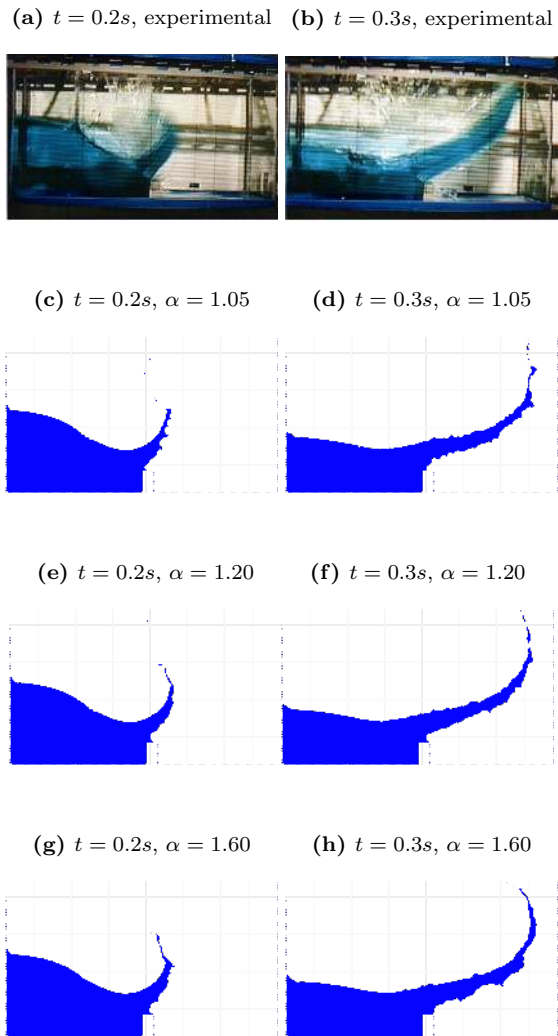 (a) t = 0.2s, experimental
(b) t = 0.3s, experimental
(c) t = 0.2s, α = 1.05
(d) t = 0.3s, α = 1.05
(e) t = 0.2s, α = 1.20
(f) t = 0.3s, α = 1.20
(g) t = 0.2s, α = 1.60
(h) t = 0.3s, α = 1.60